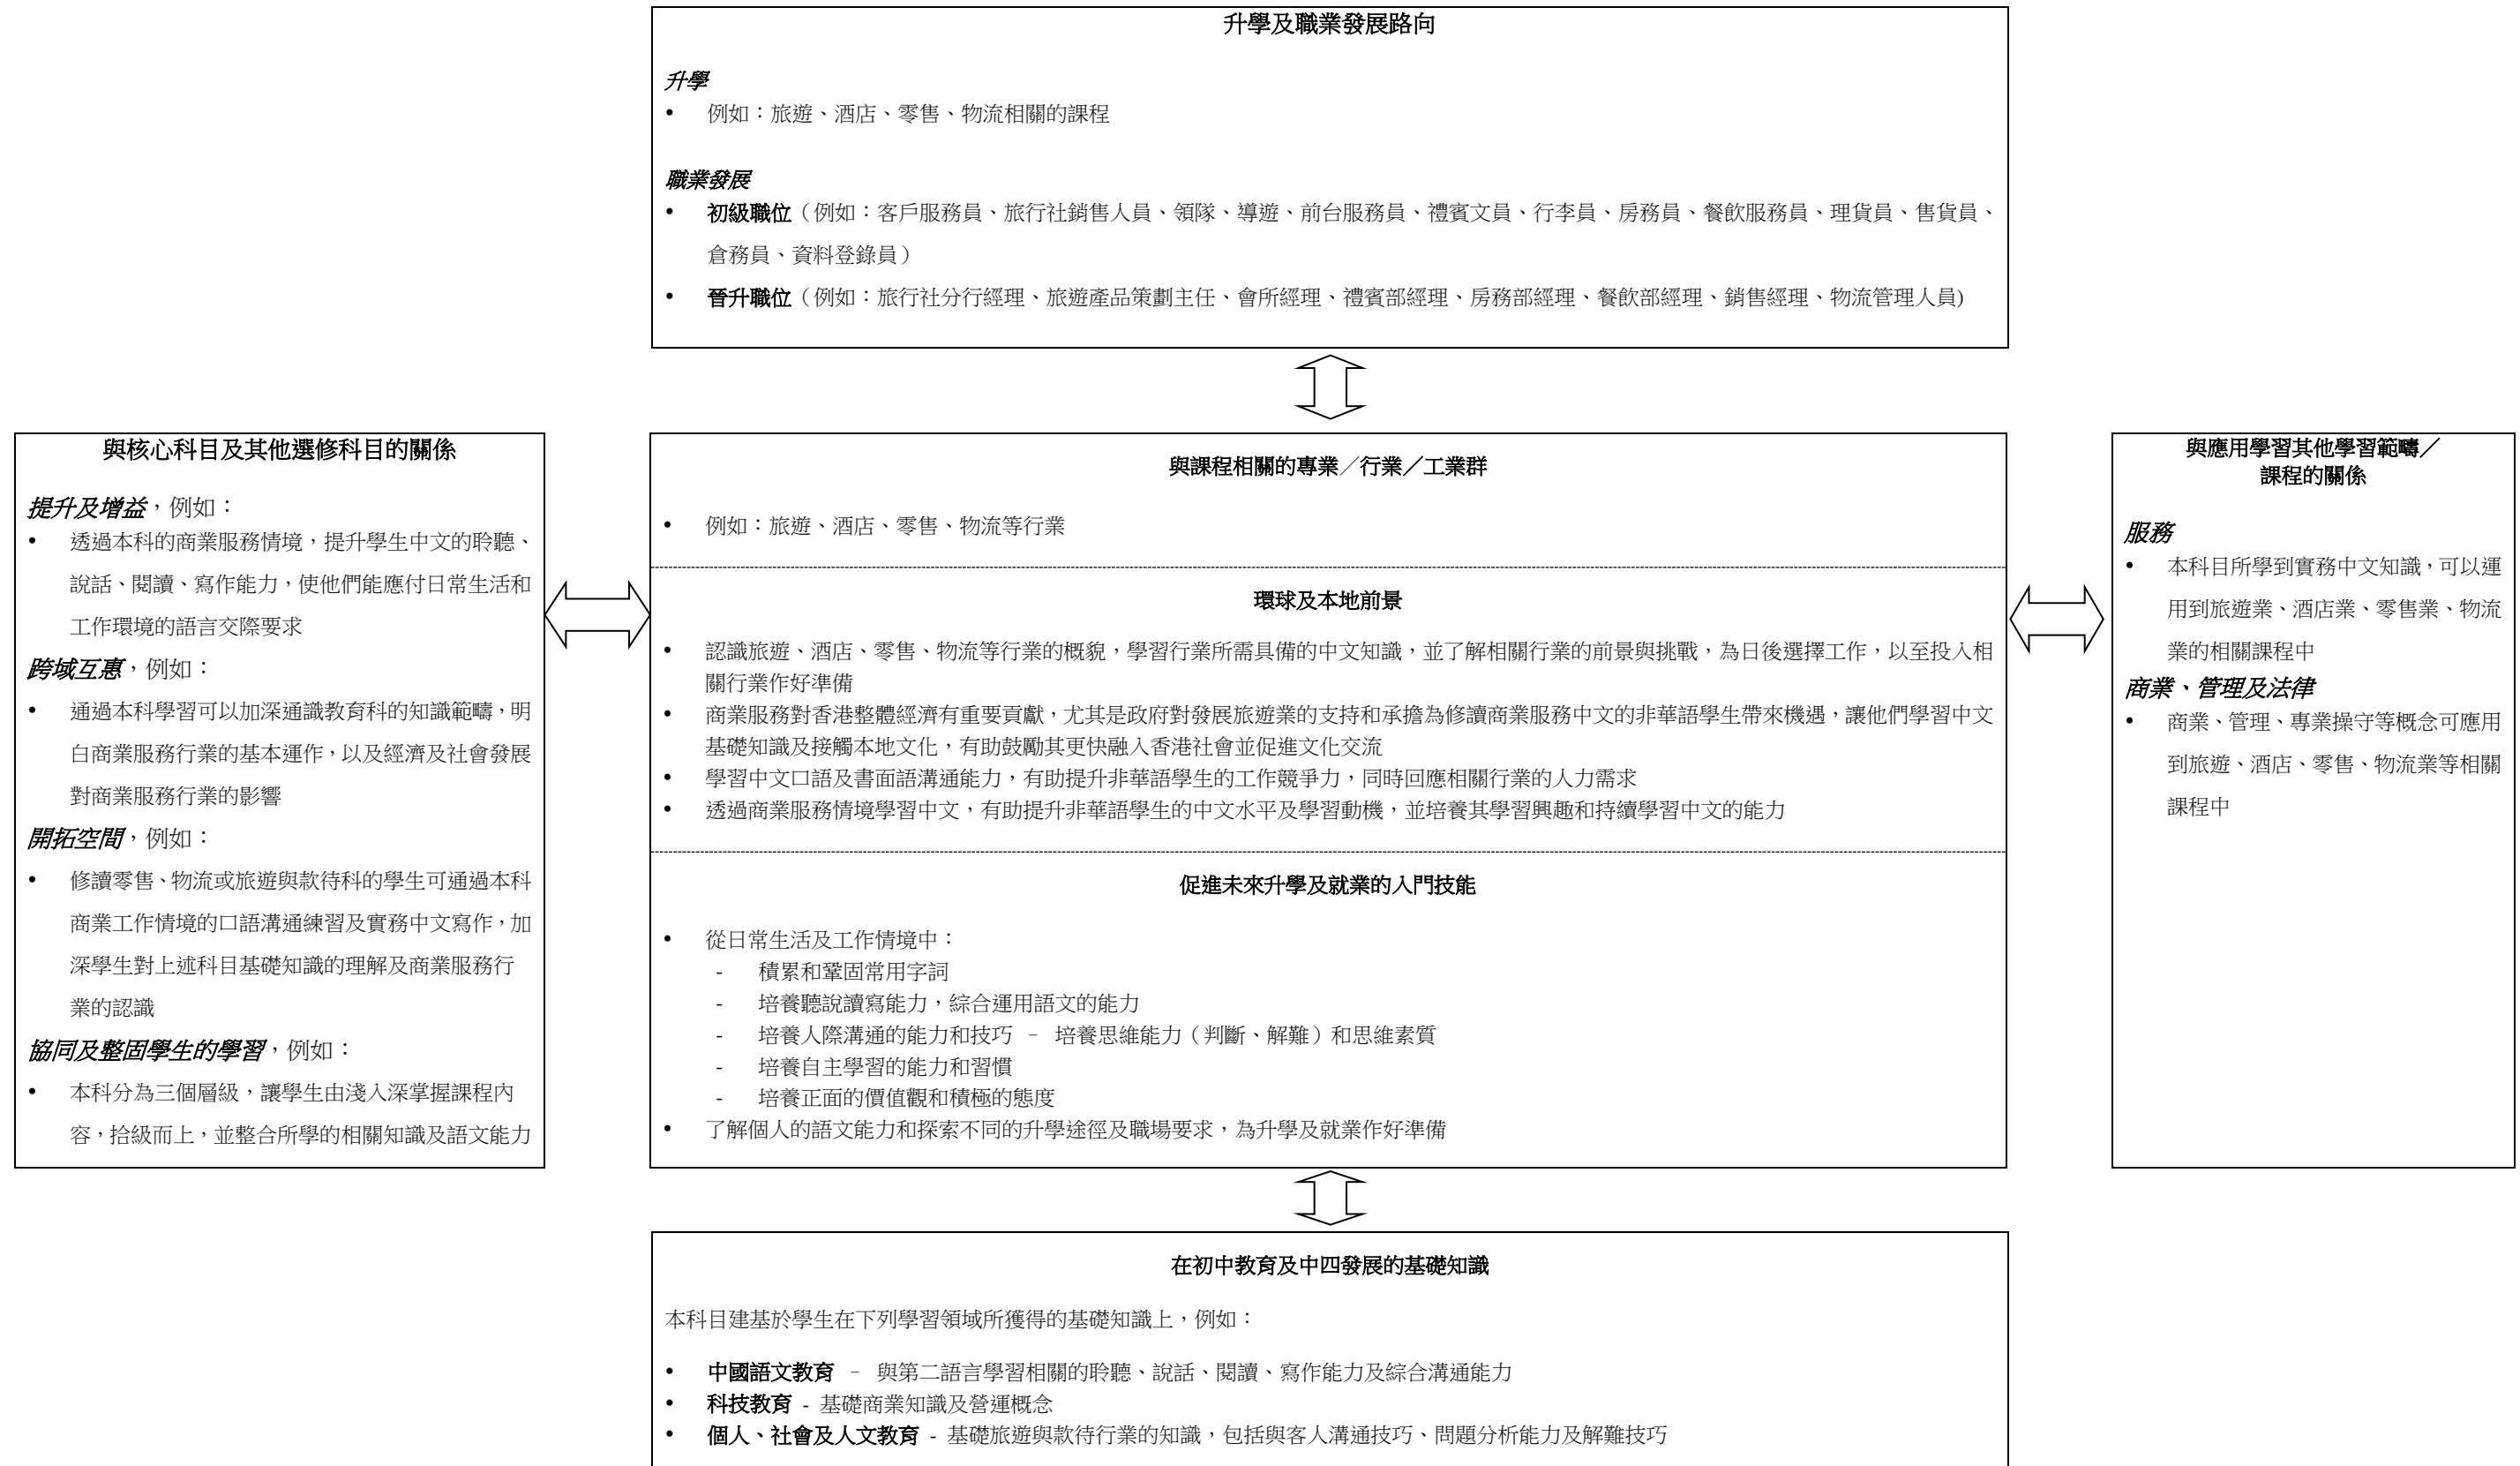 升學及職業發展路向
升學
• 例如：旅遊、酒店、零售、物流相關的課程
職業發展
• 初級職位（例如：客戶服務員、旅行社銷售人員、領隊、導遊、前台服務員、禮賓文員、行李員、房務員、餐飲服務員、理貨員、售貨員、
倉務員、資料登錄員）
• 晉升職位（例如：旅行社分行經理、旅遊產品策劃主任、會所經理、禮賓部經理、房務部經理、餐飲部經理、銷售經理、物流管理人員)
與核心科目及其他選修科目的關係
提升及增益，例如：
• 透過本科的商業服務情境，提升學生中文的聆聽、
說話、閱讀、寫作能力，使他們能應付日常生活和
工作環境的語言交際要求
跨域互惠，例如：
• 通過本科學習可以加深通識教育科的知識範疇，明
白商業服務行業的基本運作，以及經濟及社會發展
對商業服務行業的影響
開拓空間，例如：
• 修讀零售、物流或旅遊與款待科的學生可通過本科
商業工作情境的口語溝通練習及實務中文寫作，加
深學生對上述科目基礎知識的理解及商業服務行
業的認識
協同及整固學生的學習，例如：
• 本科分為三個層級，讓學生由淺入深掌握課程內
容，拾級而上，並整合所學的相關知識及語文能力
與課程相關的專業／行業／工業群
• 例如：旅遊、酒店、零售、物流等行業
環球及本地前景
• 認識旅遊、酒店、零售、物流等行業的概貌，學習行業所需具備的中文知識，並了解相關行業的前景與挑戰，為日後選擇工作，以至投入相
關行業作好準備
• 商業服務對香港整體經濟有重要貢獻，尤其是政府對發展旅遊業的支持和承擔為修讀商業服務中文的非華語學生帶來機遇，讓他們學習中文
基礎知識及接觸本地文化，有助鼓勵其更快融入香港社會並促進文化交流
• 學習中文口語及書面語溝通能力，有助提升非華語學生的工作競爭力，同時回應相關行業的人力需求
• 透過商業服務情境學習中文，有助提升非華語學生的中文水平及學習動機，並培養其學習興趣和持續學習中文的能力
促進未來升學及就業的入門技能
• 從日常生活及工作情境中：
- 積累和鞏固常用字詞
- 培養聽說讀寫能力，綜合運用語文的能力
- 培養人際溝通的能力和技巧 – 培養思維能力（判斷、解難）和思維素質
- 培養自主學習的能力和習慣
- 培養正面的價值觀和積極的態度
• 了解個人的語文能力和探索不同的升學途徑及職場要求，為升學及就業作好準備
與應用學習其他學習範疇／
課程的關係
服務
• 本科目所學到實務中文知識，可以運
用到旅遊業、酒店業、零售業、物流
業的相關課程中
商業、管理及法律
• 商業、管理、專業操守等概念可應用
到旅遊、酒店、零售、物流業等相關
課程中
在初中教育及中四發展的基礎知識
本科目建基於學生在下列學習領域所獲得的基礎知識上，例如：
• 中國語文教育 – 與第二語言學習相關的聆聽、說話、閱讀、寫作能力及綜合溝通能力
• 科技教育 - 基礎商業知識及營運概念
• 個人、社會及人文教育 - 基礎旅遊與款待行業的知識，包括與客人溝通技巧、問題分析能力及解難技巧